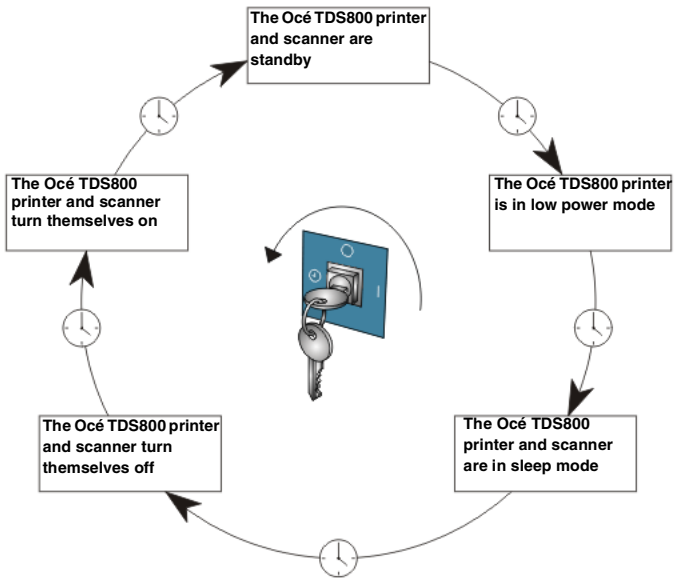 The Océ TDS800 printer
and scanner are
standby
The Océ TDS800 printer
is in low power mode
The Océ TDS800
printer and scanner
are in sleep mode
The Océ TDS800 printer
and scanner turn
themselves off
The Océ TDS800
printer and scanner
turn themselves on